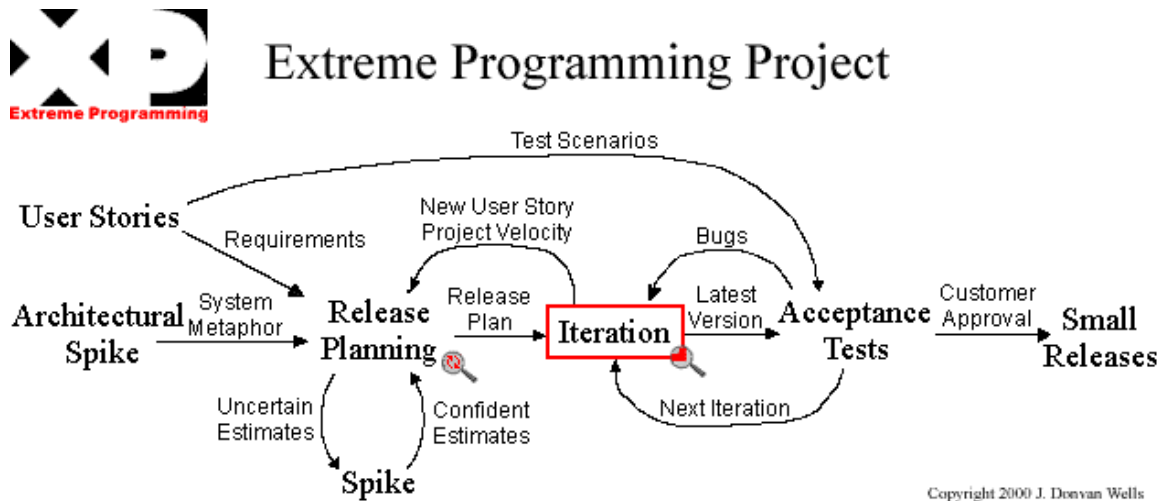 XP
Extreme Programming
Extreme Programming Project
Test Scenarios
User Stories
New User Story
Project Velocity
Bugs
Requirements
Architectural
Spike
System
Metaphor
Release
Planning
Release
Plan
Iteration
Latest
Version
Acceptance
Tests
Customer
Approval
Small
Releases
Uncertain
Estimates
Confident
Estimates
Next Iteration
Spike
Copyright 2000 J. Donvan Wells